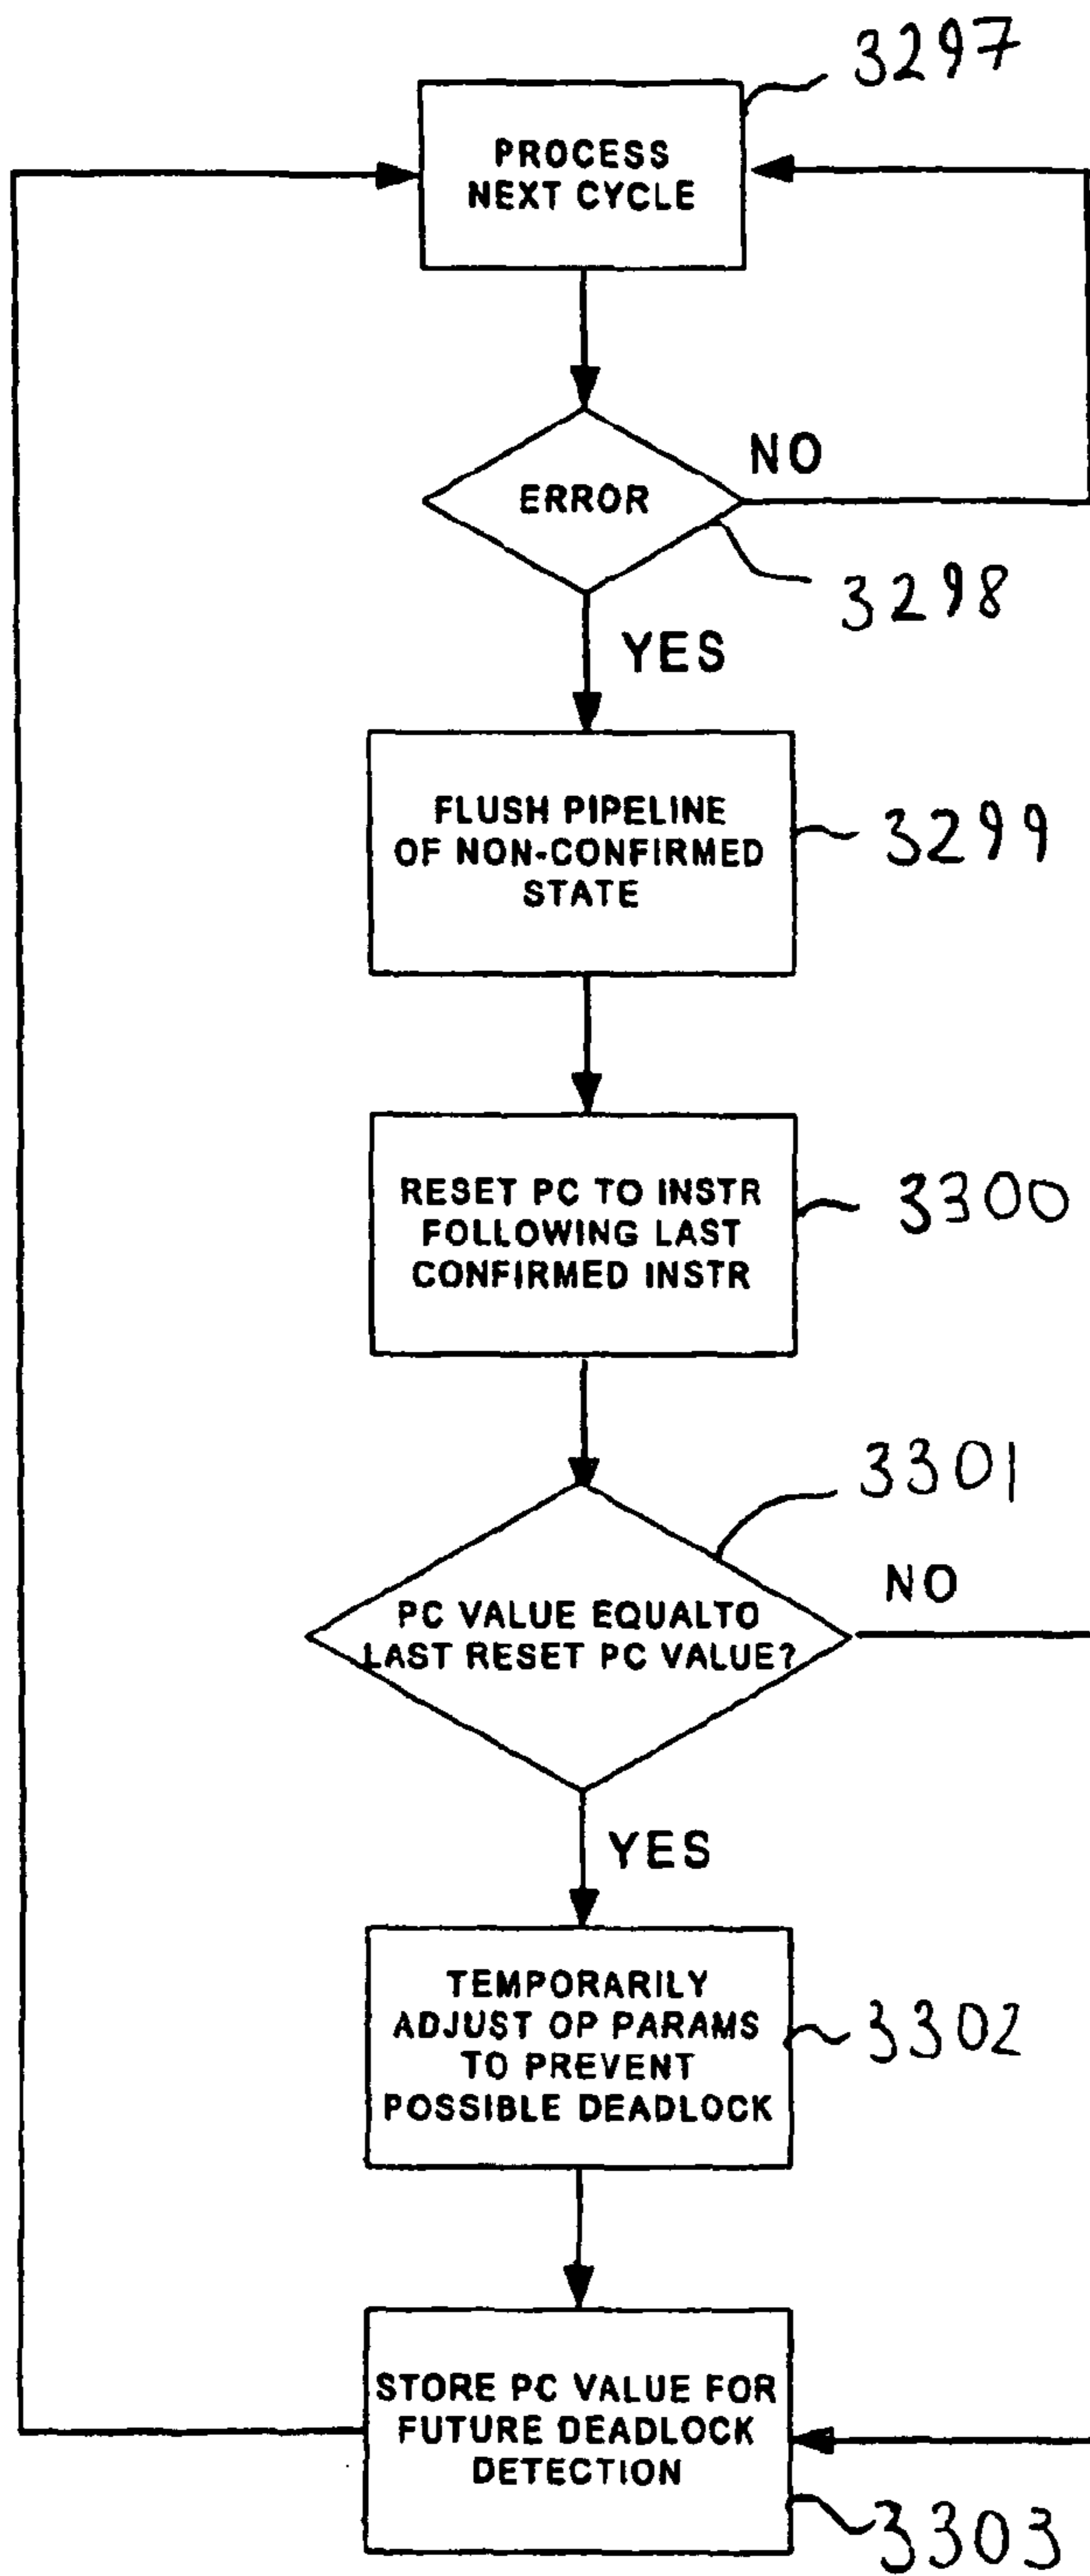 3297
PROCESS
NEXT CYCLE
NO
ERROR
3298
YES
FLUSH PIPELINE
OF NON-CONFIRMED
STATE
3299
RESET PC TO INSTR
FOLLOWING LAST
CONFIRMED INSTR
3300
3301
NO
PC VALUE EQUALTO
LAST RESET PC VALUE?
YES
TEMPORARILY
ADJUST OP PARAMS
TO PREVENT
POSSIBLE DEADLOCK
3302
STORE PC VALUE FOR
FUTURE DEADLOCK
DETECTION
3303